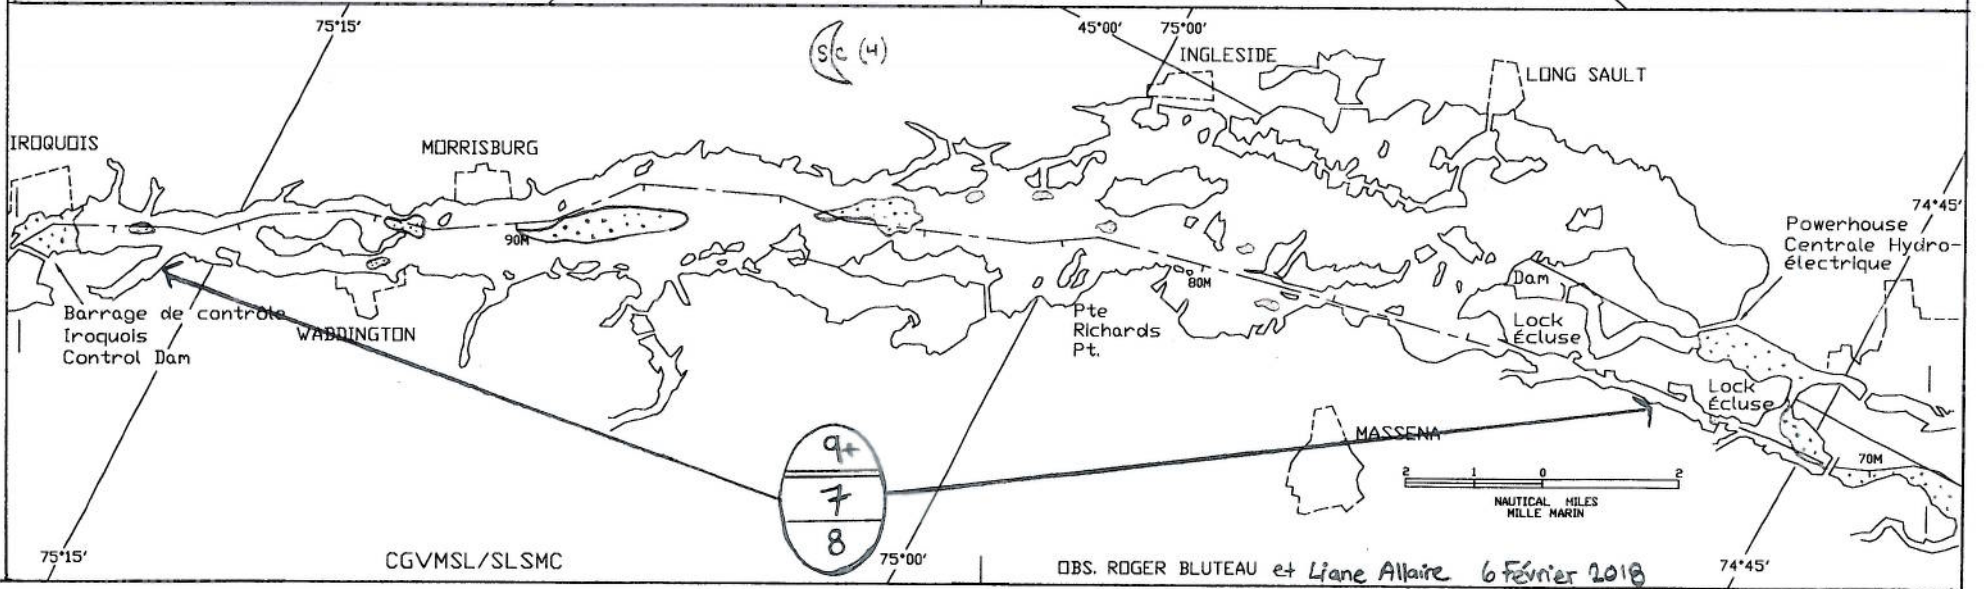 75°15'
45°00'
75°00'
SC (4)
INGLESIDE
LONG SAULT
IROQUOIS
MORRISBURG
74°45'
Powerhouse
Centrale Hydro-
électrique
90M
80M
Dam
Barrage de contrôle
Iroquois
Control Dam
WADDINGTON
Pte
Richards
Pt.
Lock
Écluse
Lock
Écluse
MASSENA
9+
7
8
2 1 0 2
NAUTICAL MILES
MILLE MARIN
70M
75°15'
CGVMSL/SLSMC
75°00'
OBS. ROGER BLUTEAU et Liane Allaire 6 Février 2018
74°45'